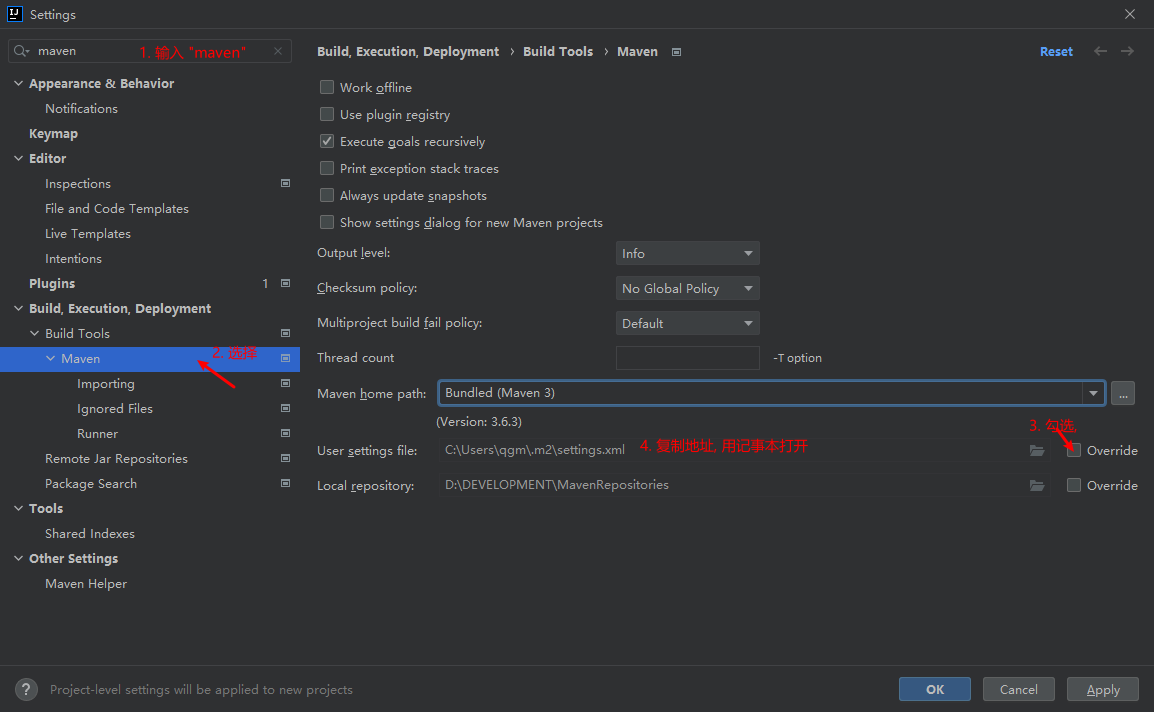 Settings
maven 1. 输入 "maven"
Appearance & Behavior
Notifications
Keymap
Editor
Inspections
File and Code Templates
Live Templates
Intentions
Plugins 1
Build, Execution, Deployment
Build Tools
Maven 2. 选择
Importing
Ignored Files
Runner
Remote Jar Repositories
Package Search
Tools
Shared Indexes
Other Settings
Maven Helper
Build, Execution, Deployment › Build Tools › Maven Reset
Work offline
Use plugin registry
Execute goals recursively
Print exception stack traces
Always update snapshots
Show settings dialog for new Maven projects
Output level: Info
Checksum policy: No Global Policy
Multiproject build fail policy: Default
Thread count -T option
Maven home path: Bundled (Maven 3) ...
(Version: 3.6.3)
3. 勾选,
User settings file: C:\Users\qgm\.m2\settings.xml 4. 复制地址, 用记事本打开 Override
Local repository: D:\DEVELOPMENT\MavenRepositories Override
? Project-level settings will be applied to new projects
OK Cancel Apply